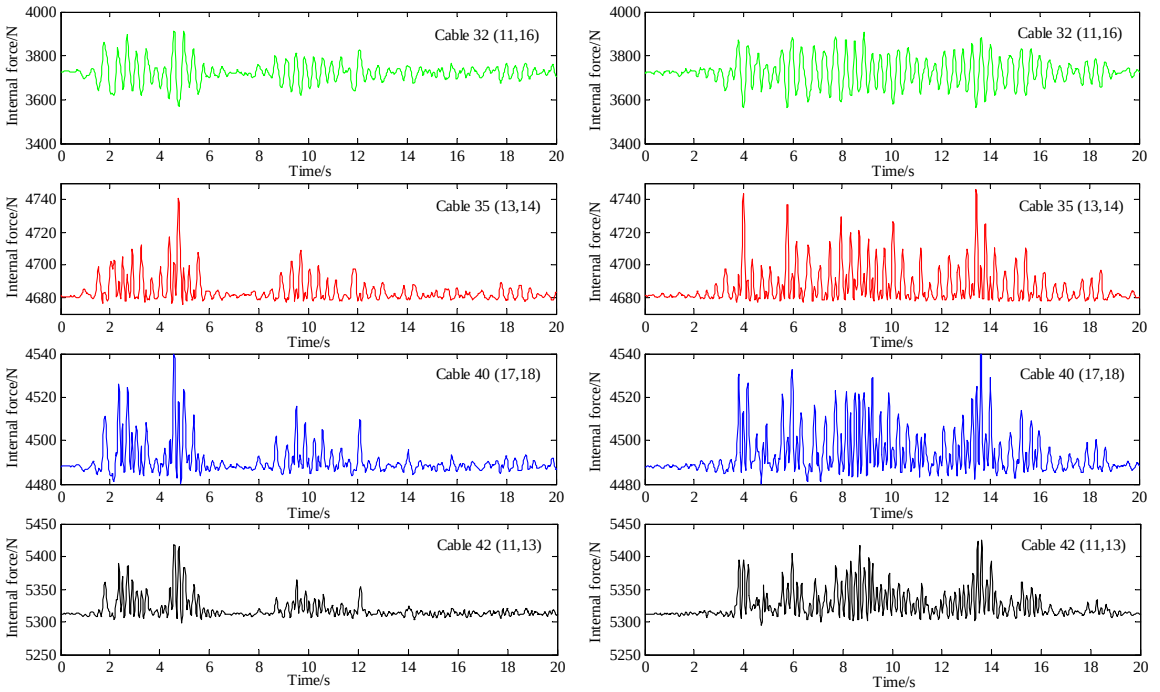 4000
3800
3600
3400
Internal force/N
Cable 32 (11,16)
0 2 4 6 8 10 12 14 16 18 20
Time/s
4000
3800
3600
3400
Internal force/N
Cable 32 (11,16)
0 2 4 6 8 10 12 14 16 18 20
Time/s
4740
4720
4700
4680
Internal force/N
Cable 35 (13,14)
0 2 4 6 8 10 12 14 16 18 20
Time/s
4740
4720
4700
4680
Internal force/N
Cable 35 (13,14)
0 2 4 6 8 10 12 14 16 18 20
Time/s
4540
4520
4500
4480
Internal force/N
Cable 40 (17,18)
0 2 4 6 8 10 12 14 16 18 20
Time/s
4540
4520
4500
4480
Internal force/N
Cable 40 (17,18)
0 2 4 6 8 10 12 14 16 18 20
Time/s
5450
5400
5350
5300
5250
Internal force/N
Cable 42 (11,13)
0 2 4 6 8 10 12 14 16 18 20
Time/s
5450
5400
5350
5300
5250
Internal force/N
Cable 42 (11,13)
0 2 4 6 8 10 12 14 16 18 20
Time/s